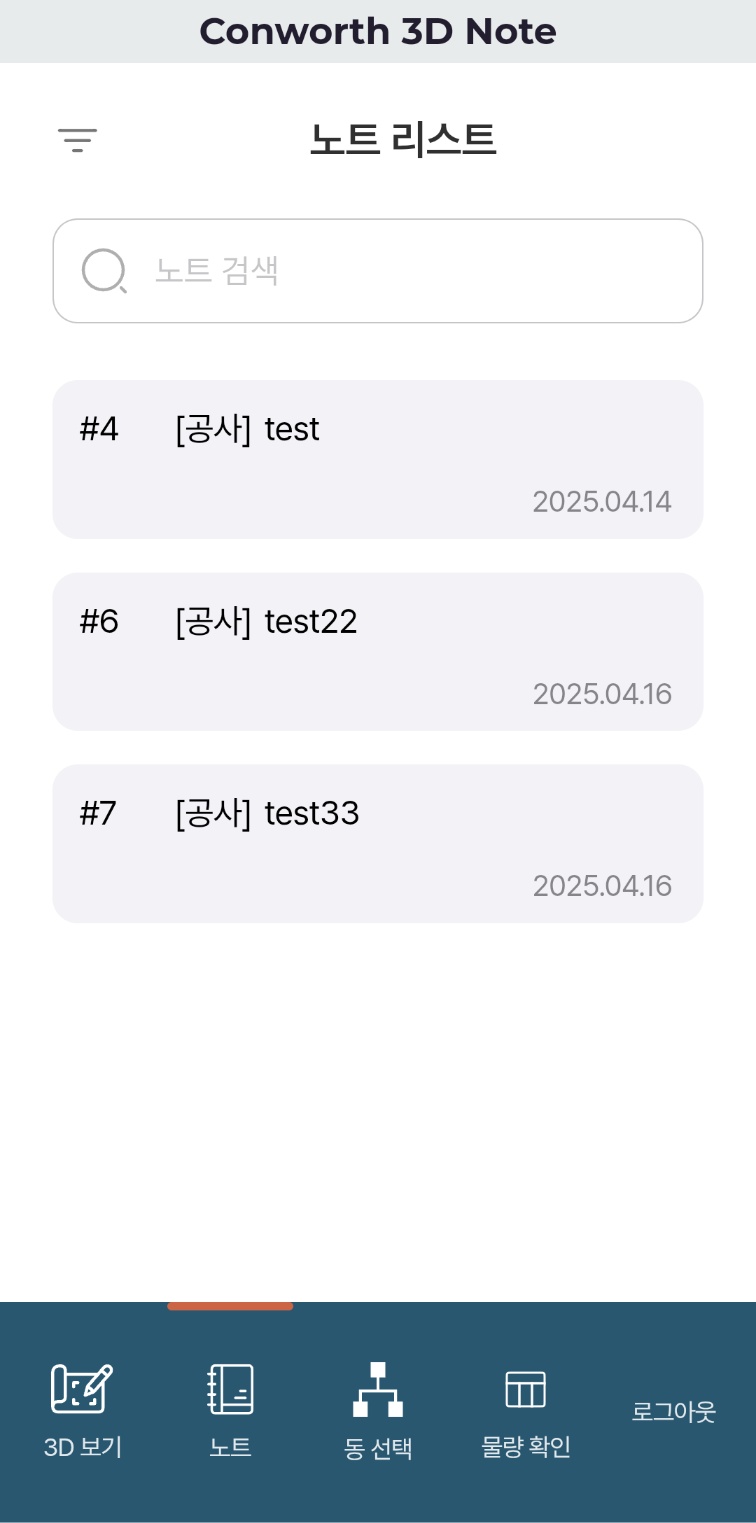 Conworth 3D Note
노트 리스트
노트 검색
#4 [공사] test
2025.04.14
#6 [공사] test22
2025.04.16
#7 [공사] test33
2025.04.16
3D 보기 노트 동 선택 물량 확인 로그아웃